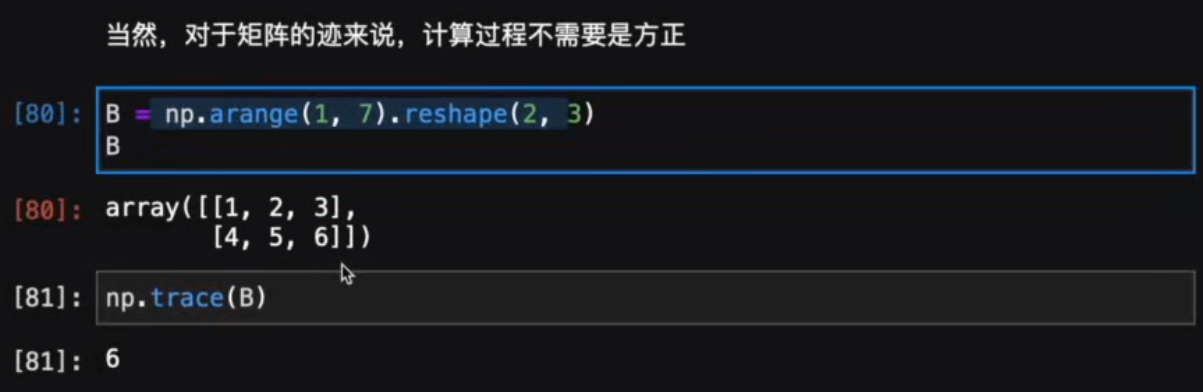 当然，对于矩阵的迹来说，计算过程不需要是方正
[80]: B = np.arange(1, 7).reshape(2, 3)
B
[80]: array([[1, 2, 3],
[4, 5, 6]])
[81]: np.trace(B)
[81]: 6